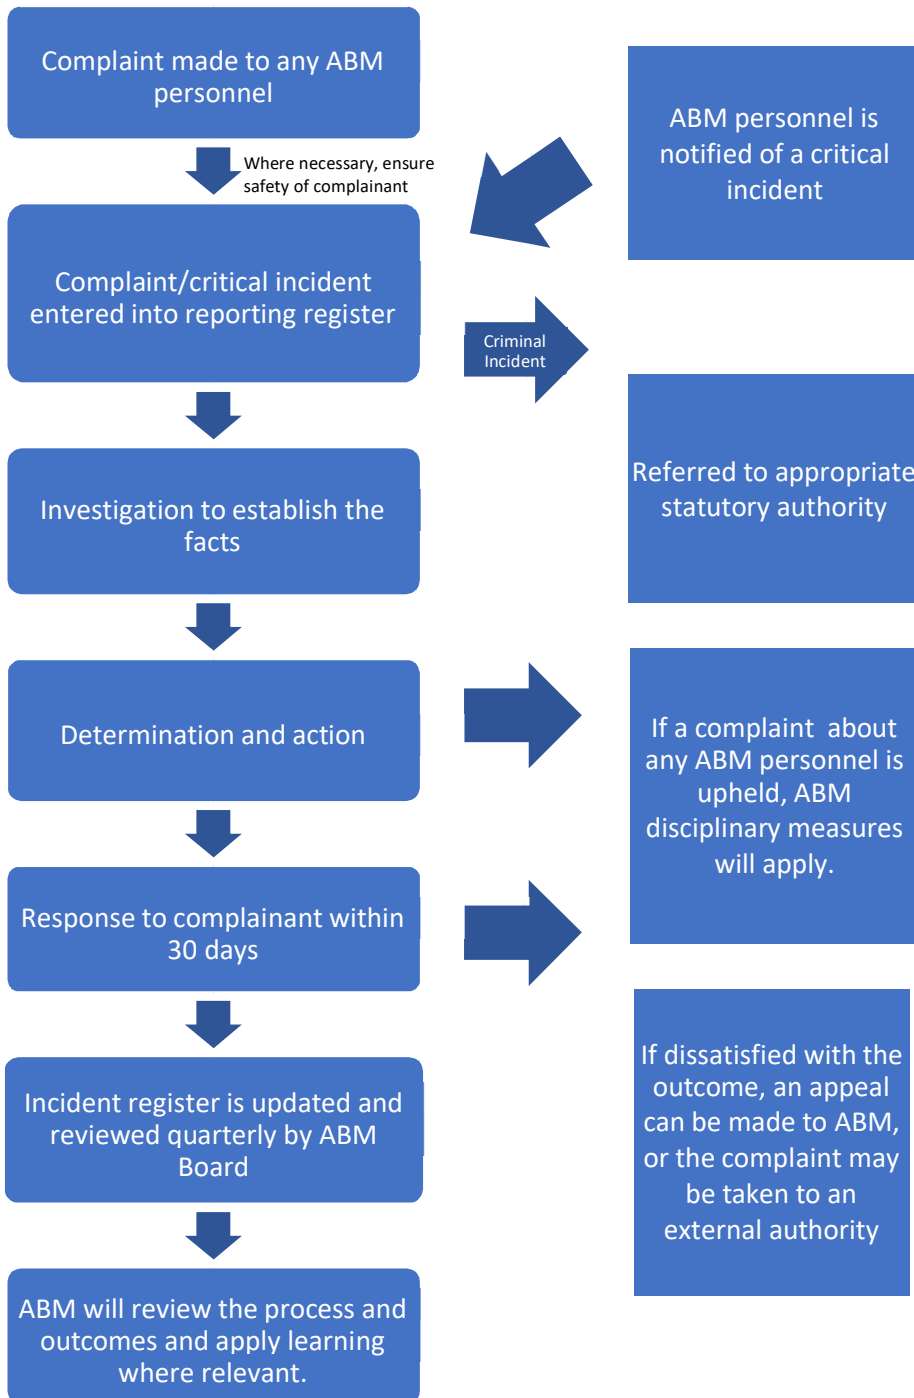 Complaint made to any ABM
personnel
Where necessary, ensure
safety of complainant
ABM personnel is
notified of a critical
incident
Complaint/critical incident
entered into reporting register
Criminal
Incident
Referred to appropriate
statutory authority
Investigation to establish the
facts
Determination and action
If a complaint about
any ABM personnel is
upheld, ABM
disciplinary measures
will apply.
Response to complainant within
30 days
If dissatisfied with the
outcome, an appeal
can be made to ABM,
or the complaint may
be taken to an
external authority
Incident register is updated and
reviewed quarterly by ABM
Board
ABM will review the process and
outcomes and apply learning
where relevant.